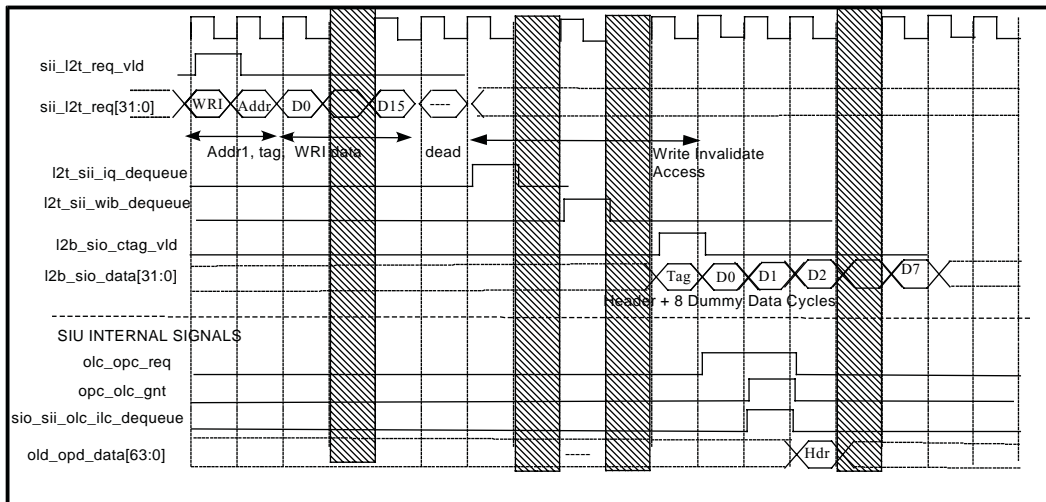 sii_l2t_req_vld
sii_l2t_req[31:0]
WRI Addr D0 D15 ----
Addr1, tag, WRI data dead Write Invalidate
Access
l2t_sii_iq_dequeue
l2t_sii_wib_dequeue
l2b_sio_ctag_vld
l2b_sio_data[31:0]
Tag D0 D1 D2 D7
Header + 8 Dummy Data Cycles
SIU INTERNAL SIGNALS
olc_opc_req
opc_olc_gnt
sio_sii_olc_ilc_dequeue
old_opd_data[63:0]
----- Hdr